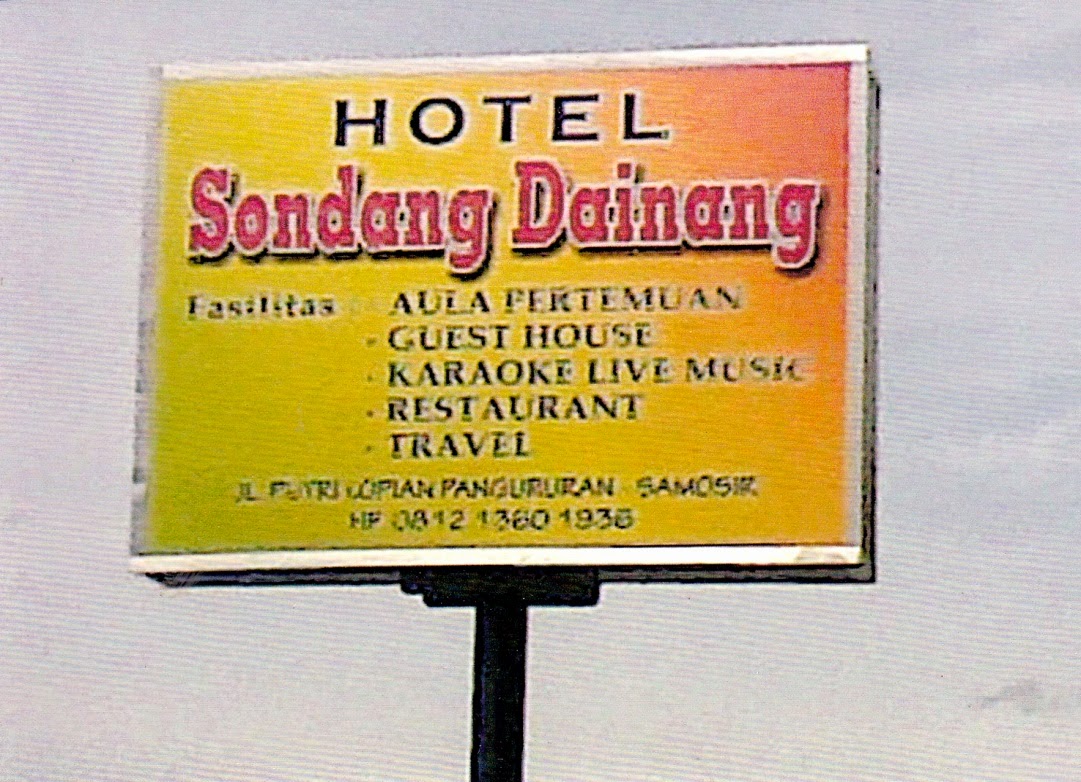 HOTEL
Sondang Dainang
Fasilitas : - AULA PERTEMUAN
- GUEST HOUSE
- KARAOKE LIVE MUSIC
- RESTAURANT
- TRAVEL
JL. PUTRI LOPIAN PANGURURAN - SAMOSIR
HP. 0812 1360 1936